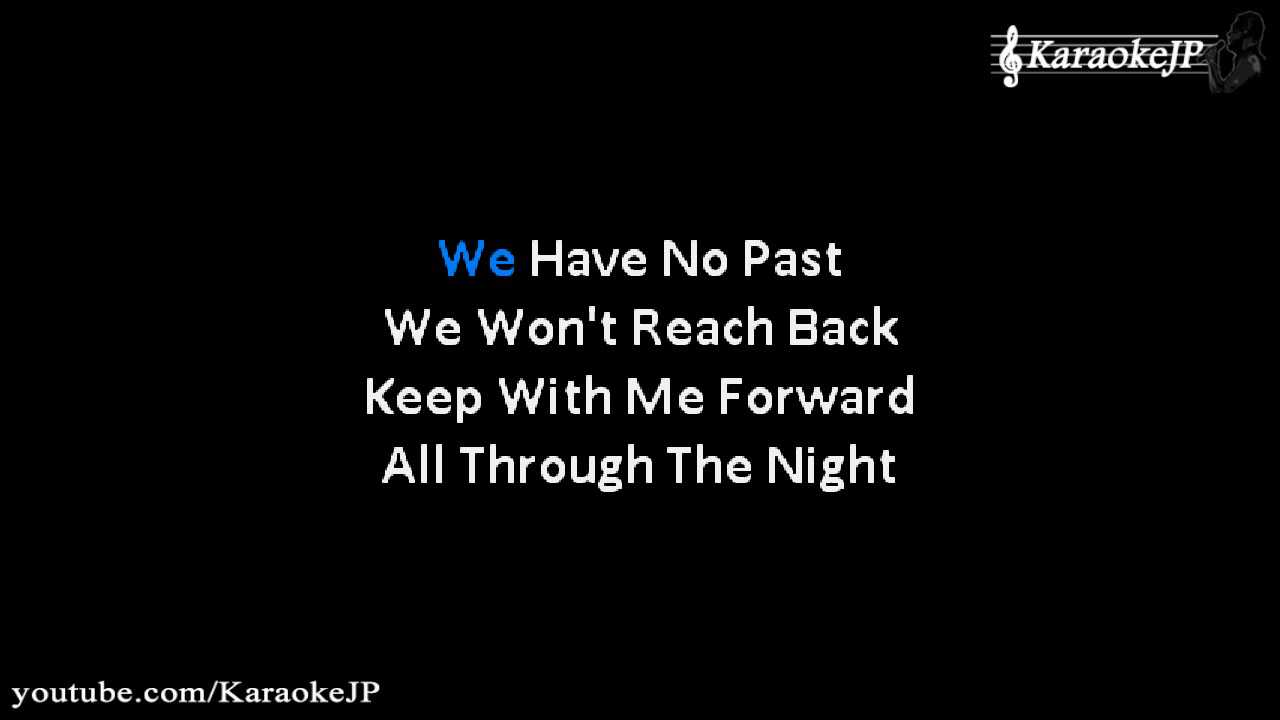 KaraokeJP
We Have No Past
We Won't Reach Back
Keep With Me Forward
All Through The Night
youtube.com/KaraokeJP